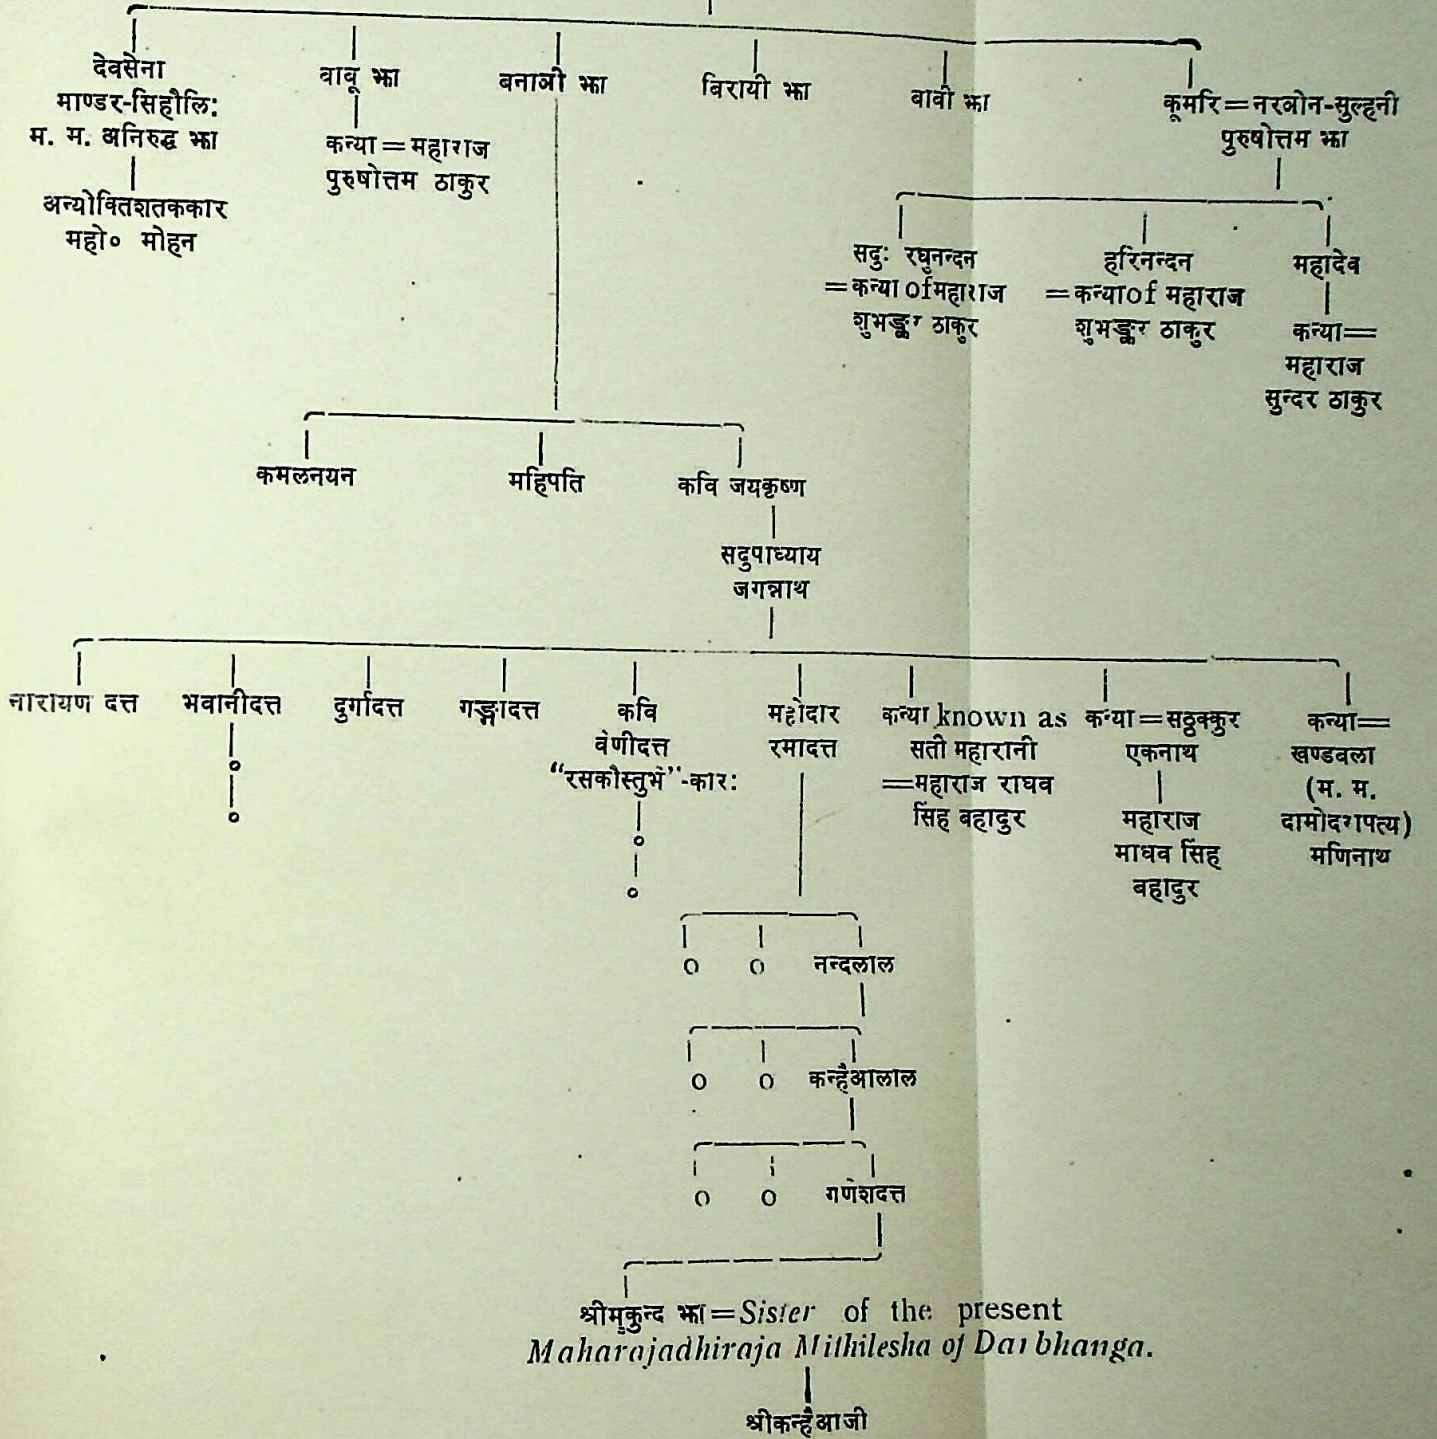 देवसेना
माण्डर-सिहौलि:
म. म. अनिरुद्ध झा
अन्योक्तिशतककार
महो० मोहन
बाबू झा
कन्या=महाराज
पुरुषोत्तम ठाकुर
बनाञी झा
विरायी झा
बाबी झा
कूर्मारि=नरञोन-सुल्हनी
पुरुषोत्तम झा
सदुः रघुनन्दन
=कन्या of महाराज
शुभङ्कर ठाकुर
हरिनन्दन
=कन्या of महाराज
शुभङ्कर ठाकुर
महादेव
कन्या=
महाराज
सुन्दर ठाकुर
कमलनयन
महिपति
कवि जयकृष्ण
सदुपाध्याय
जगन्नाथ
नारायण दत्त
भवानीदत्त
o
o
दुर्गादत्त
गङ्गादत्त
कवि
वेणीदत्त
“रसकौस्तुभ”-कार:
o
o
महोदार
रमादत्त
कन्या known as
सती महारानी
=महाराज राघव
सिंह बहादुर
कन्या=सठ्ठक्कुर
एकनाथ
महाराज
माधव सिंह
बहादुर
कन्या=
खण्डबला
(म. म.
दामोदरापत्य)
मणिनाथ
o o नन्दलाल
o o कन्हैआलाल
o o गणेशदत्त
श्रीमुकुन्द झा=Sister of the present
Maharajadhiraja Mithilesha of Darbhanga.
श्रीकन्हैआजी